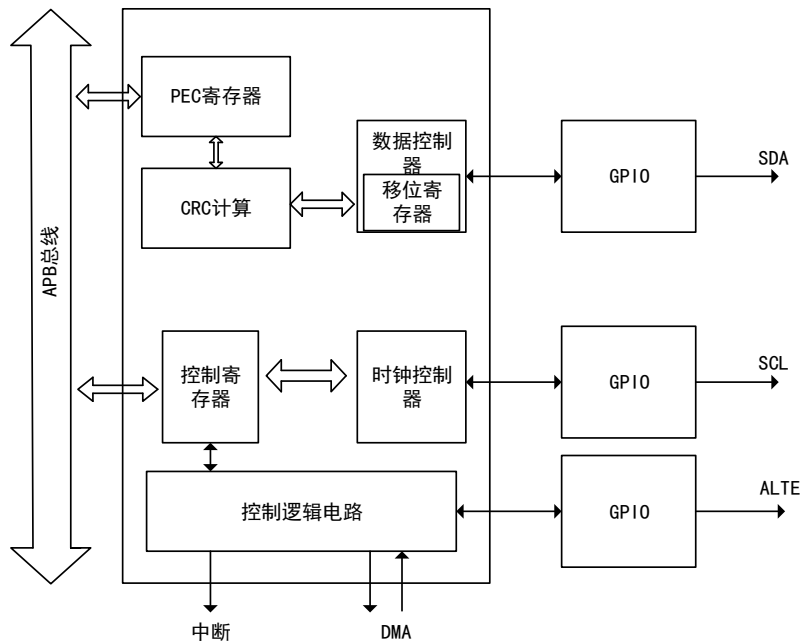 APB总线
PEC寄存器
CRC计算
数据控制
器
移位寄
存器
GPIO
SDA
控制寄
存器
时钟控制
器
GPIO
SCL
控制逻辑电路
GPIO
ALTE
中断
DMA